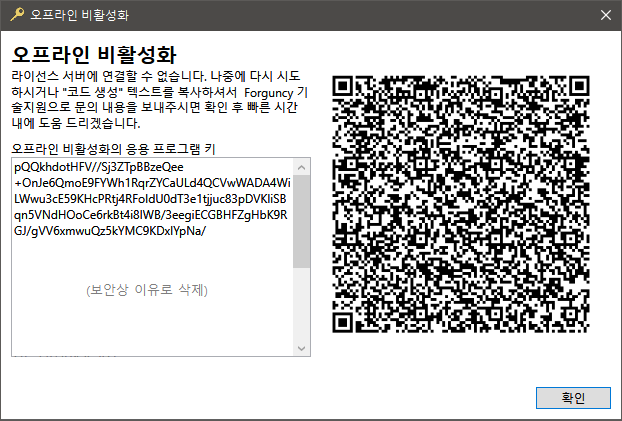 오프라인 비활성화
오프라인 비활성화
라이선스 서버에 연결할 수 없습니다. 나중에 다시 시도
하시거나 "코드 생성" 텍스트를 복사하셔서  Forguncy 기
술지원으로 문의 내용을 보내주시면 확인 후 빠른 시간
내에 도움 드리겠습니다.
오프라인 비활성화의 응용 프로그램 키
pQQkhdotHFV//Sj3ZTpBBzeQee
+OnJe6QmoE9FYWh1RqrZYCaULd4QCVwWADA4Wi
LWwu3cE59KHcPRtj4RFoIdU0dT3e1tjjuc83pDVKIiSB
qn5VNdHOoCe6rkBt4i8IWB/3eegiECGBHFZgHbK9R
GJ/gVV6xmwuQz5kYMC9KDxlYpNa/
(보안상 이유로 삭제)
확인